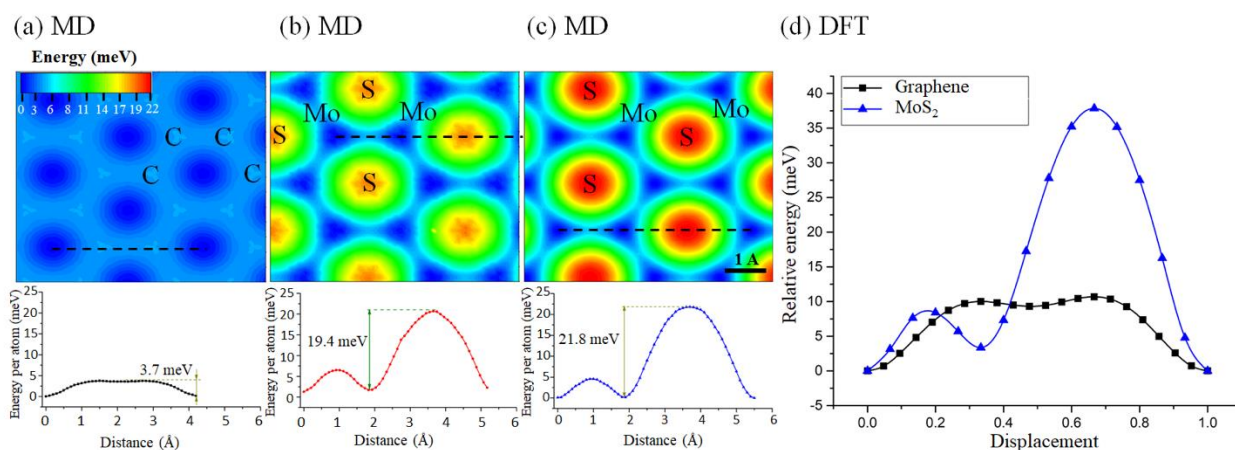 (a) MD
(b) MD
(c) MD
(d) DFT
Energy (meV)
0 3 6 8 11 14 17 19 22
C C
C C
S
Mo Mo
S
S
S
Mo Mo
S
S
1 A
Energy per atom (meV)
25
20
15
10
5
0
3.7 meV
0 1 2 3 4 5 6
Distance (Å)
Energy per atom (meV)
25
20
15
10
5
0
19.4 meV
0 1 2 3 4 5 6
Distance (Å)
Energy per atom (meV)
25
20
15
10
5
0
21.8 meV
0 1 2 3 4 5 6
Distance (Å)
Graphene
MoS₂
Relative energy (meV)
40
35
30
25
20
15
10
5
0
-5
0.0 0.2 0.4 0.6 0.8 1.0
Displacement